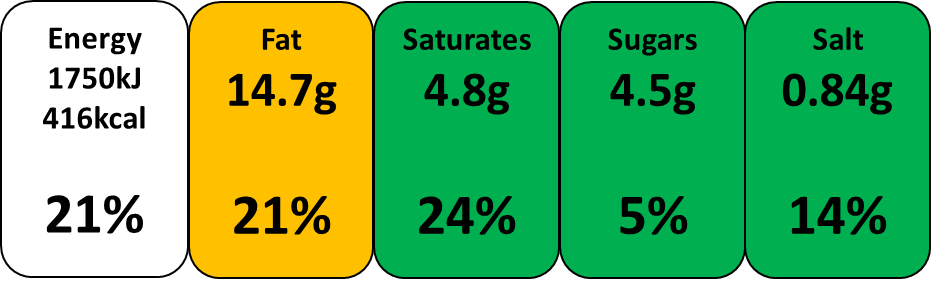 Energy
1750kJ
416kcal
21%
Fat
14.7g
21%
Saturates
4.8g
24%
Sugars
4.5g
5%
Salt
0.84g
14%